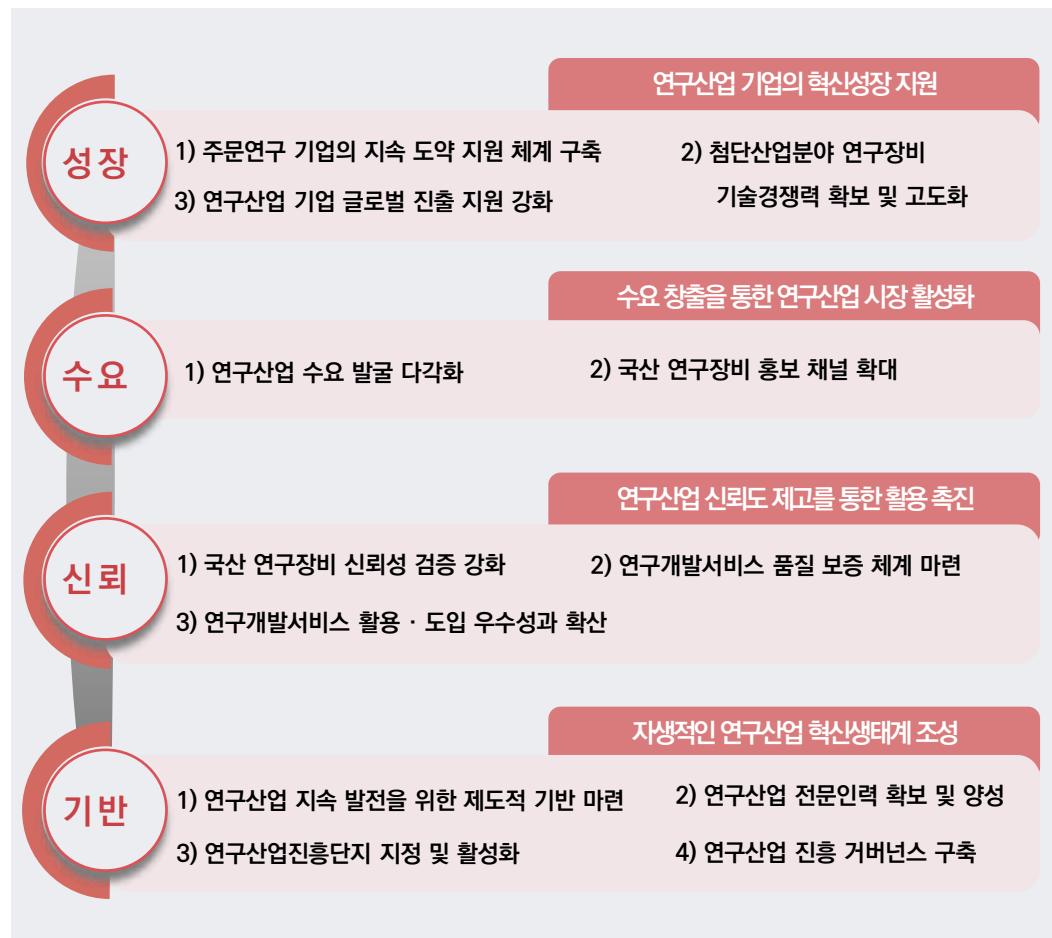 연구산업 기업의 혁신성장 지원
성장
1) 주문연구 기업의 지속 도약 지원 체계 구축
2) 첨단산업분야 연구장비
기술경쟁력 확보 및 고도화
3) 연구산업 기업 글로벌 진출 지원 강화
수요 창출을 통한 연구산업 시장 활성화
수요
1) 연구산업 수요 발굴 다각화
2) 국산 연구장비 홍보 채널 확대
연구산업 신뢰도 제고를 통한 활용 촉진
신뢰
1) 국산 연구장비 신뢰성 검증 강화
2) 연구개발서비스 품질 보증 체계 마련
3) 연구개발서비스 활용 · 도입 우수성과 확산
자생적인 연구산업 혁신생태계 조성
기반
1) 연구산업 지속 발전을 위한 제도적 기반 마련
2) 연구산업 전문인력 확보 및 양성
3) 연구산업진흥단지 지정 및 활성화
4) 연구산업 진흥 거버넌스 구축